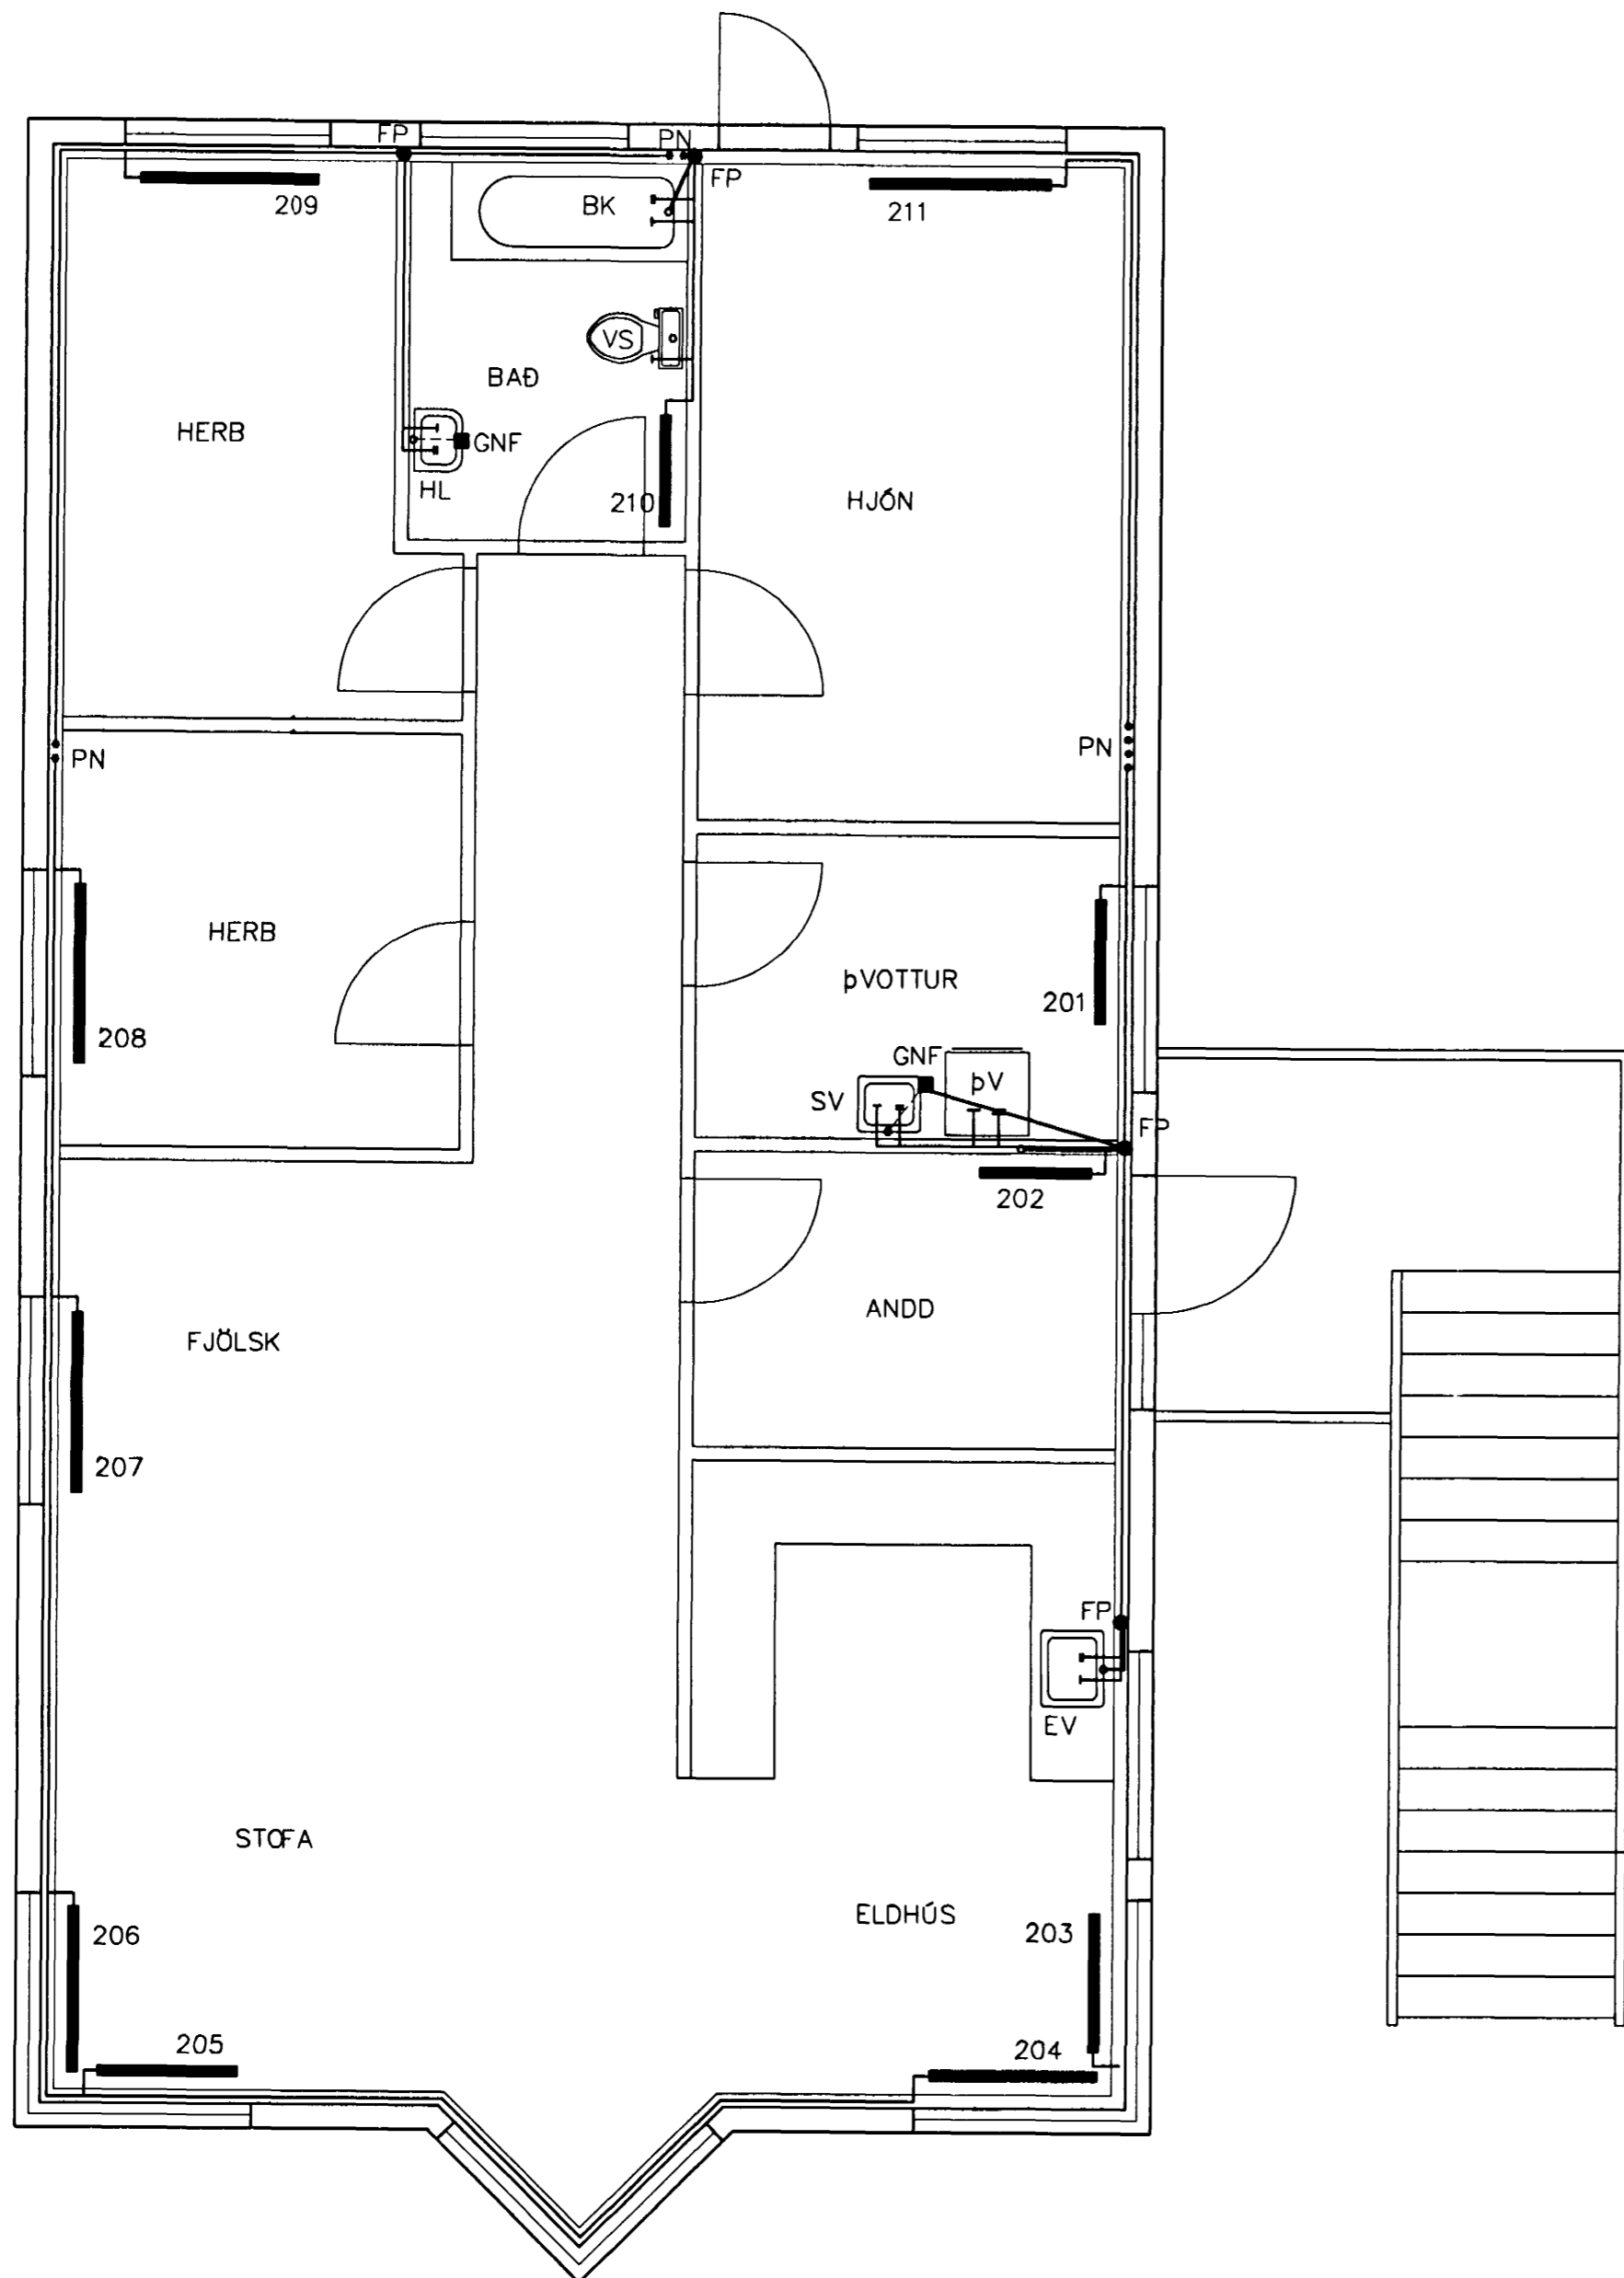 FP
PN
FP
209
BK
211
VS
BAÐ
HERB
GNF
HL
210
HJÓN
PN
PN
HERB
ÞVOTTUR
201
208
GNF
ÞV
SV
FP
202
ANDD
FJÖLSK
207
FP
EV
STOFA
ELDHÚS
206
203
205
204